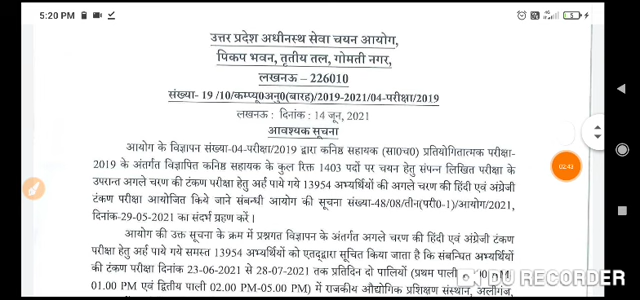 5:20 PM
5
उत्तर प्रदेश अधीनस्थ सेवा चयन आयोग,
पिकप भवन, तृतीय तल, गोमती नगर,
लखनऊ – 226010
संख्या- 19 /10/कम्प्यू0अनु0(बारह)/2019-2021/04-परीक्षा/2019
लखनऊ : दिनांक : 14 जून, 2021
आवश्यक सूचना
आयोग के विज्ञापन संख्या-04-परीक्षा/2019 द्वारा कनिष्ठ सहायक (सा0च0) प्रतियोगितात्मक परीक्षा-
2019 के अंतर्गत विज्ञापित कनिष्ठ सहायक के कुल रिक्त 1403 पदों पर चयन हेतु संपन्न लिखित परीक्षा के
उपरान्त अगले चरण की टंकण परीक्षा हेतु अर्ह पाये गये 13954 अभ्यर्थियों की अगले चरण की हिंदी एवं अंग्रेजी
टंकण परीक्षा आयोजित किये जाने संबन्धी आयोग की सूचना संख्या-48/08/तीन(परी0-1)/आयोग/2021,
दिनांक-29-05-2021 का संदर्भ ग्रहण करें।
02:42
आयोग की उक्त सूचना के क्रम में प्रश्नगत विज्ञापन के अंतर्गत अगले चरण की हिंदी एवं अंग्रेजी टंकण
परीक्षा हेतु अर्ह पाये गये समस्त 13954 अभ्यर्थियों को एतद्द्वारा सूचित किया जाता है कि संबन्धित अभ्यर्थियों
की टंकण परीक्षा दिनांक 23-06-2021 से 28-07-2021 तक प्रतिदिन दो पालियों (प्रथम पाली
01.00 PM एवं द्वितीय पाली 02.00 PM-05.00 PM) में राजकीय औद्योगिक प्रशिक्षण संस्थान, अलीगंज,
DU RECORDER